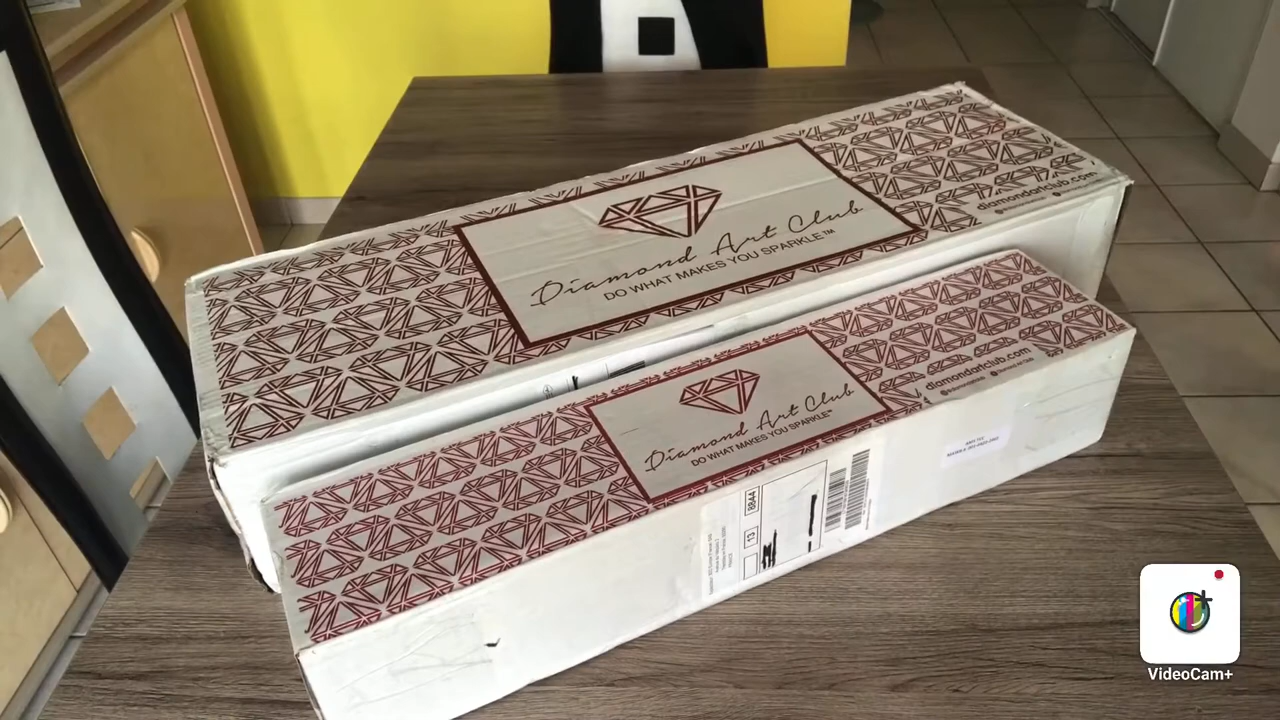 Diamond Art Club
DO WHAT MAKES YOU SPARKLE™
diamondartclub.com
Diamond Art Club
DO WHAT MAKES YOU SPARKLE™
diamondartclub.com
13
8844
VideoCam+